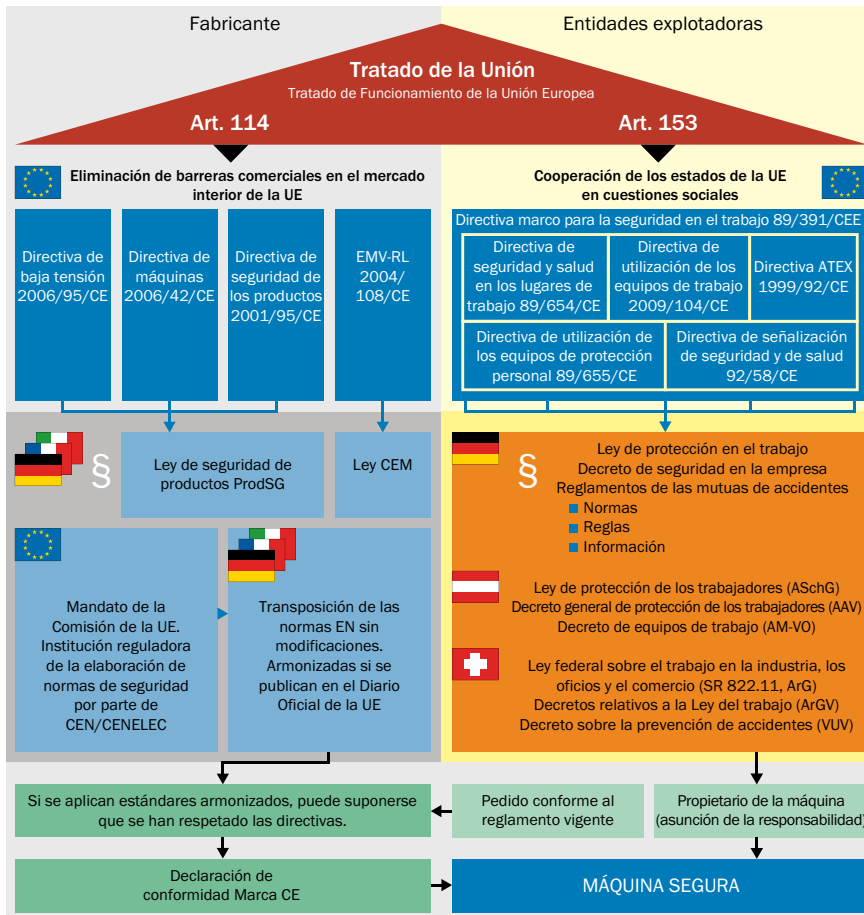 Fabricante
Entidades explotadoras
Tratado de la Unión
Tratado de Funcionamiento de la Unión Europea
Art. 114
Art. 153
Eliminación de barreras comerciales en el mercado
interior de la UE
Cooperación de los estados de la UE
en cuestiones sociales
Directiva de
baja tensión
2006/95/CE
Directiva de
máquinas
2006/42/CE
Directiva de
seguridad de
los productos
2001/95/CE
EMV-RL
2004/
108/CE
Directiva marco para la seguridad en el trabajo 89/391/CEE
Directiva de
seguridad y salud
en los lugares de
trabajo 89/654/CE
Directiva de
utilización de los
equipos de trabajo
2009/104/CE
Directiva ATEX
1999/92/CE
Directiva de utilización de
los equipos de protección
personal 89/655/CE
Directiva de señalización
de seguridad y de salud
92/58/CE
§
Ley de seguridad de
productos ProdSG
Ley CEM
§
Ley de protección en el trabajo
Decreto de seguridad en la empresa
Reglamentos de las mutuas de accidentes
■ Normas
■ Reglas
■ Información
Mandato de la
Comisión de la UE.
Institución reguladora
de la elaboración de
normas de seguridad
por parte de
CEN/CENELEC
Transposición de las
normas EN sin
modificaciones.
Armonizadas si se
publican en el Diario
Oficial de la UE
Ley de protección de los trabajadores (ASchG)
Decreto general de protección de los trabajadores (AAV)
Decreto de equipos de trabajo (AM-VO)
Ley federal sobre el trabajo en la industria, los
oficios y el comercio (SR 822.11, ArG)
Decretos relativos a la Ley del trabajo (ArGV)
Decreto sobre la prevención de accidentes (VUV)
Si se aplican estándares armonizados, puede suponerse
que se han respetado las directivas.
Pedido conforme al
reglamento vigente
Propietario de la máquina
(asunción de la responsabilidad)
Declaración de
conformidad Marca CE
MÁQUINA SEGURA